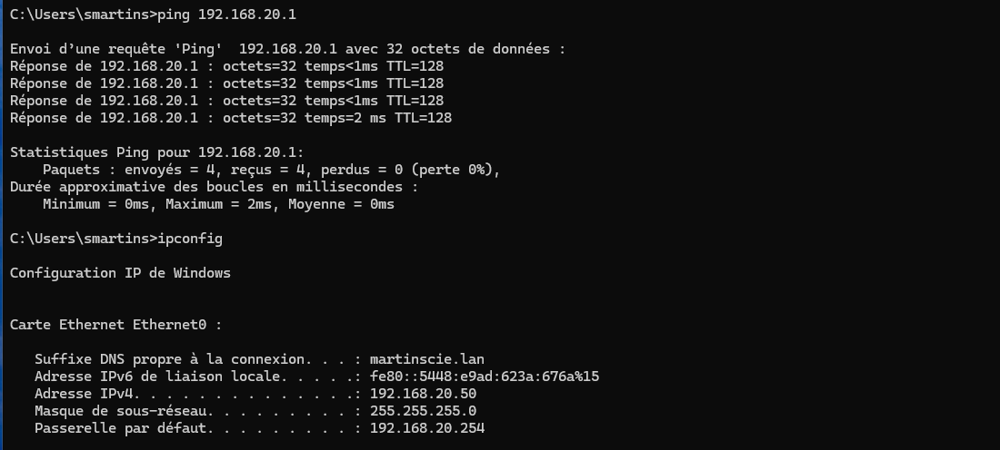 C:\Users\smartins>ping 192.168.20.1
Envoi d’une requête 'Ping'  192.168.20.1 avec 32 octets de données :
Réponse de 192.168.20.1 : octets=32 temps<1ms TTL=128
Réponse de 192.168.20.1 : octets=32 temps<1ms TTL=128
Réponse de 192.168.20.1 : octets=32 temps<1ms TTL=128
Réponse de 192.168.20.1 : octets=32 temps=2 ms TTL=128
Statistiques Ping pour 192.168.20.1:
    Paquets : envoyés = 4, reçus = 4, perdus = 0 (perte 0%),
Durée approximative des boucles en millisecondes :
    Minimum = 0ms, Maximum = 2ms, Moyenne = 0ms
C:\Users\smartins>ipconfig
Configuration IP de Windows
Carte Ethernet Ethernet0 :
   Suffixe DNS propre à la connexion. . . : martinscie.lan
   Adresse IPv6 de liaison locale. . . . .: fe80::5448:e9ad:623a:676a%15
   Adresse IPv4. . . . . . . . . . . . . .: 192.168.20.50
   Masque de sous-réseau. . . . . . . . . : 255.255.255.0
   Passerelle par défaut. . . . . . . . . : 192.168.20.254